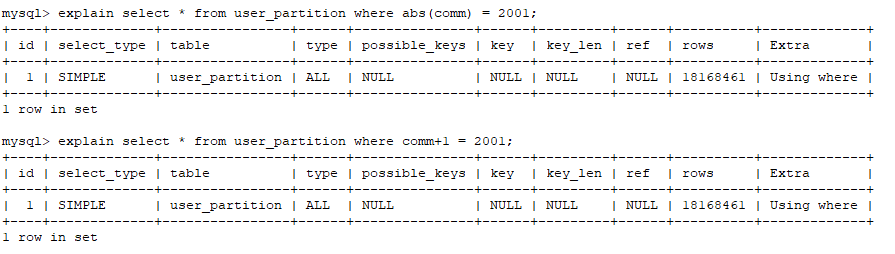 mysql> explain select * from user_partition where abs(comm) = 2001;
+----+-------------+----------------+------+---------------+------+---------+------+----------+-------------+
| id | select_type | table          | type | possible_keys | key  | key_len | ref  | rows     | Extra       |
+----+-------------+----------------+------+---------------+------+---------+------+----------+-------------+
|  1 | SIMPLE      | user_partition | ALL  | NULL          | NULL | NULL    | NULL | 18168461 | Using where |
+----+-------------+----------------+------+---------------+------+---------+------+----------+-------------+
1 row in set
mysql> explain select * from user_partition where comm+1 = 2001;
+----+-------------+----------------+------+---------------+------+---------+------+----------+-------------+
| id | select_type | table          | type | possible_keys | key  | key_len | ref  | rows     | Extra       |
+----+-------------+----------------+------+---------------+------+---------+------+----------+-------------+
|  1 | SIMPLE      | user_partition | ALL  | NULL          | NULL | NULL    | NULL | 18168461 | Using where |
+----+-------------+----------------+------+---------------+------+---------+------+----------+-------------+
1 row in set